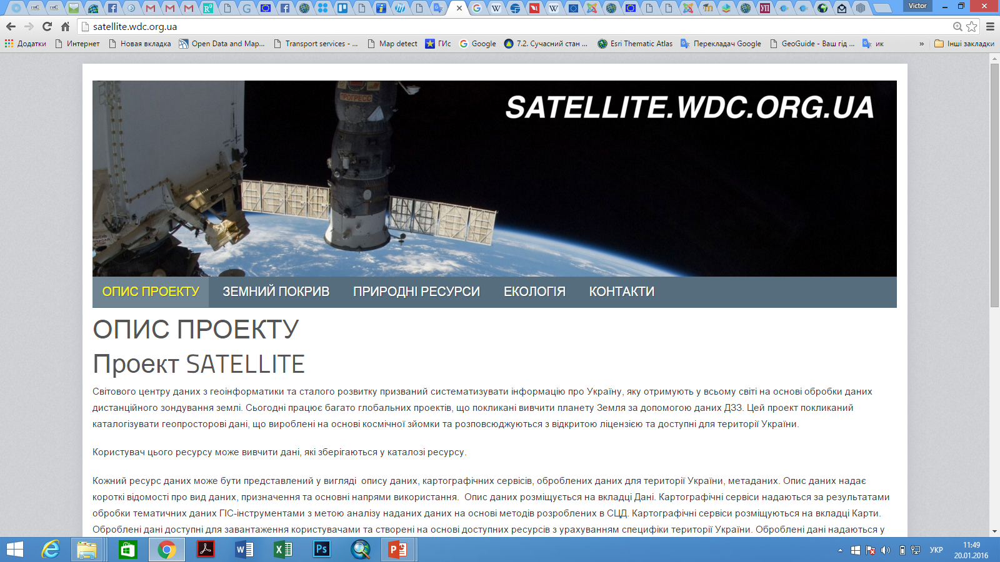 Victor
satellite.wdc.org.ua
Додатки
Интернет
Новая вкладка
Open Data and Map...
Transport services - ...
Map detect
ГИс
Google
7.2. Сучасний стан ...
Esri Thematic Atlas
Перекладач Google
GeoGuide - Ваш гід ...
ик
»
Інші закладки
ПРОГРЕСС
SATELLITE.WDC.ORG.UA
ОПИС ПРОЕКТУ
ЗЕМНИЙ ПОКРИВ
ПРИРОДНІ РЕСУРСИ
ЕКОЛОГІЯ
КОНТАКТИ
ОПИС ПРОЕКТУ
Проект SATELLITE
Світового центру даних з геоінформатики та сталого розвитку призваний систематизувати інформацію про Україну, яку отримують у всьому світі на основі обробки даних
дистанційного зондування землі. Сьогодні працює багато глобальних проектів, що покликані вивчити планету Земля за допомогою даних ДЗЗ. Цей проект покликаний
каталогізувати геопросторові дані, що вироблені на основі космічної зйомки та розповсюджуються з відкритою ліцензією та доступні для території України.
Користувач цього ресурсу може вивчити дані, які зберігаються у каталозі ресурсу.
Кожний ресурс даних може бути представлений у вигляді  опису даних, картографічних сервісів, оброблених даних для території України, метаданих. Опис даних надає
короткі відомості про вид даних, призначення та основні напрями використання.  Опис даних розміщується на вкладці Дані. Картографічні сервіси надаються за результатами
обробки тематичних даних ГІС-інструментами з метою аналізу наданих даних на основі методів розроблених в СЦД. Картографічні сервіси розміщуються на вкладці Карти.
Оброблені дані доступні для завантаження користувачами та створені на основі доступних ресурсів з урахуванням специфіки території України. Оброблені дані надаються у
УКР
11:49
20.01.2016